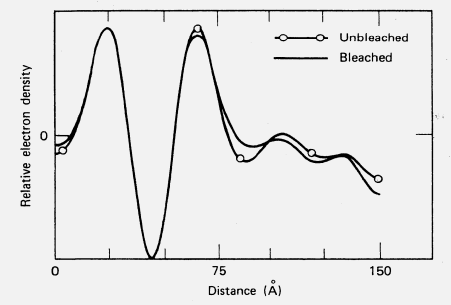 Unbleached
Bleached
Relative electron density
0
0
75
150
Distance (Å)